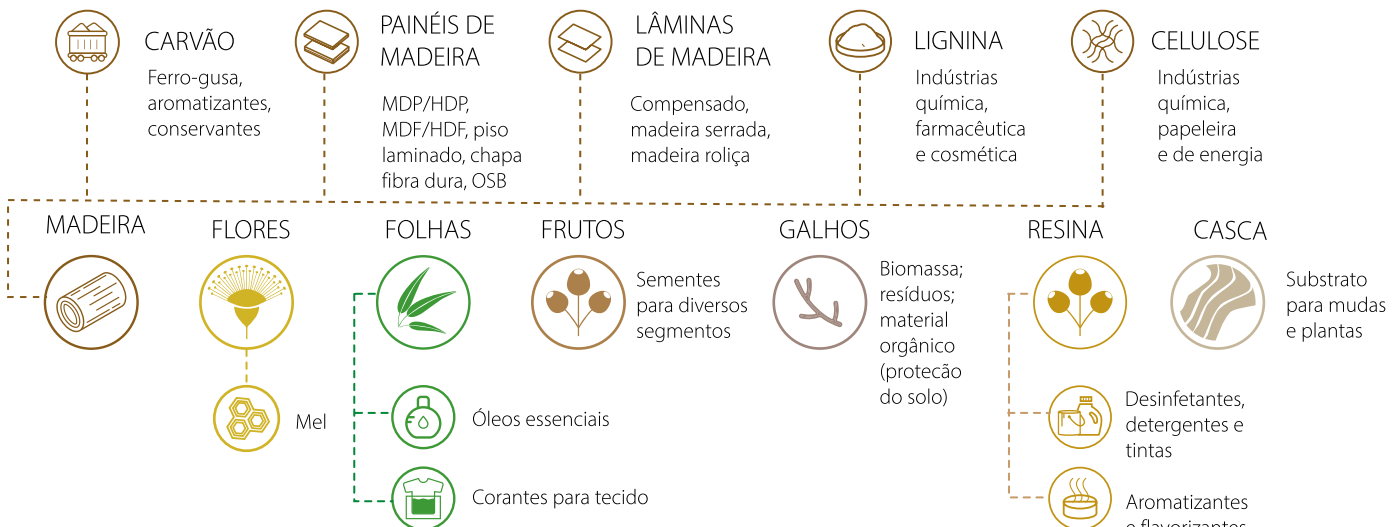 CARVÃO
Ferro-gusa,
aromatizantes,
conservantes
PAINÉIS DE
MADEIRA
MDP/HDP,
MDF/HDF, piso
laminado, chapa
fibra dura, OSB
LÂMINAS
DE MADEIRA
Compensado,
madeira serrada,
madeira roliça
LIGNINA
Indústrias
química,
farmacêutica
e cosmética
CELULOSE
Indústrias
química,
papeleira
e de energia
MADEIRA
FLORES
Mel
FOLHAS
Óleos essenciais
Corantes para tecido
FRUTOS
Sementes
para diversos
segmentos
GALHOS
Biomassa;
resíduos;
material
orgânico
(protecão
do solo)
RESINA
Desinfetantes,
detergentes e
tintas
Aromatizantes
e flavorizantes
CASCA
Substrato
para mudas
e plantas